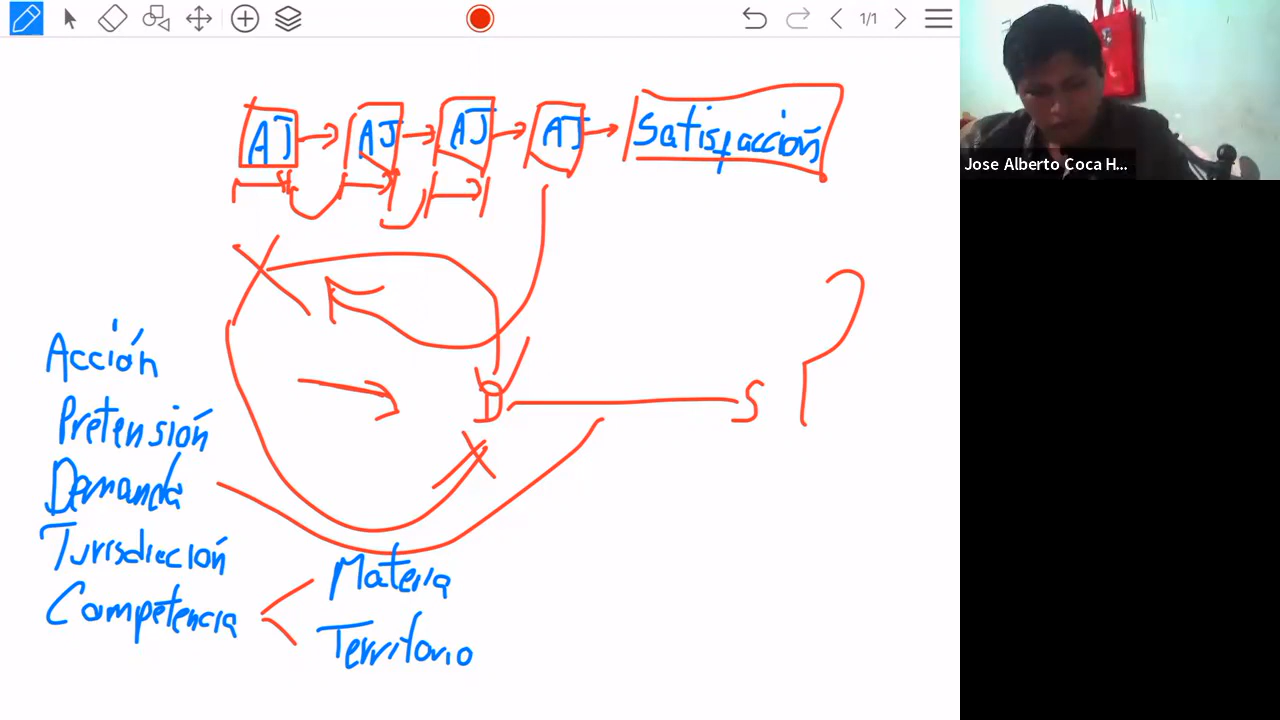 1/1
AJ AJ AJ AJ Satisfacción
Jose Alberto Coca H...
Acción
Pretensión
D S
Demanda
Jurisdicción
Competencia
Materia
Territorio